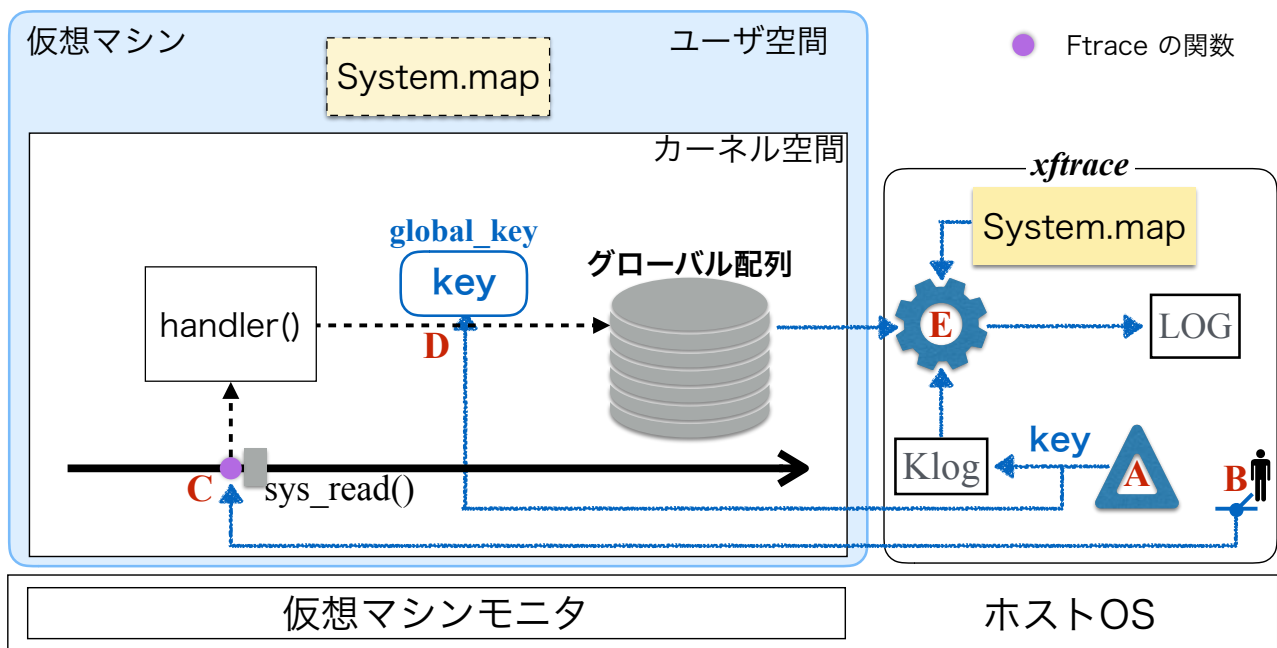 仮想マシン
ユーザ空間
System.map
Ftrace の関数
カーネル空間
xftrace
System.map
global_key
key
グローバル配列
handler()
D
E
LOG
key
Klog
A
B
C
sys_read()
仮想マシンモニタ
ホストOS